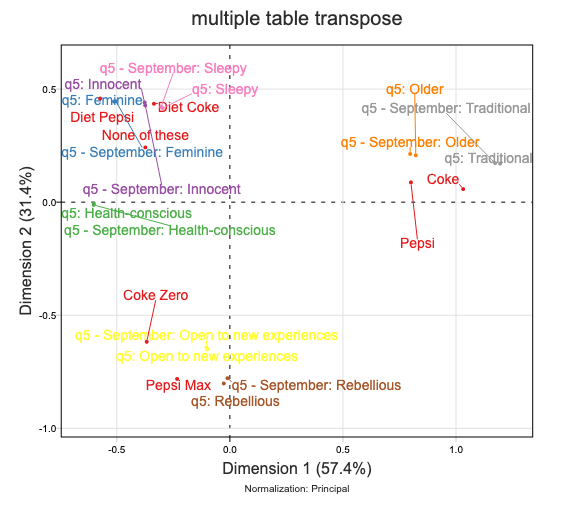 multiple table transpose
q5 - September: Sleepy
q5: Innocent
q5: Sleepy
q5: Older
q5: Feminine
Diet Coke
q5 - September: Traditional
Diet Pepsi
None of these
q5 - September: Older
q5 - September: Feminine
q5: Traditional
Coke
q5 - September: Innocent
q5: Health-conscious
q5 - September: Health-conscious
Pepsi
Coke Zero
q5 - September: Open to new experiences
q5: Open to new experiences
Pepsi Max
q5 - September: Rebellious
q5: Rebellious
0.5
0.0
-0.5
-1.0
Dimension 2 (31.4%)
-0.5
0.0
0.5
1.0
Dimension 1 (57.4%)
Normalization: Principal